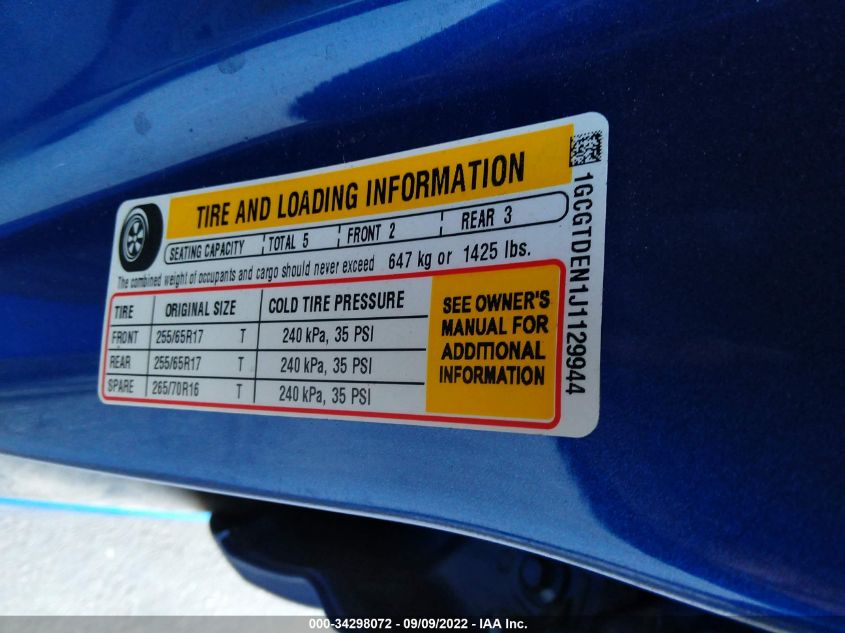 TIRE AND LOADING INFORMATION
SEATING CAPACITY TOTAL 5 FRONT 2 REAR 3
The combined weight of occupants and cargo should never exceed 647 kg or 1425 lbs.
TIRE ORIGINAL SIZE COLD TIRE PRESSURE
FRONT 255/65R17 T 240 kPa, 35 PSI
REAR 255/65R17 T 240 kPa, 35 PSI
SPARE 265/70R16 T 240 kPa, 35 PSI
SEE OWNER'S
MANUAL FOR
ADDITIONAL
INFORMATION
1GCGTDEN1J1129944
000-34298072 - 09/09/2022 - IAA Inc.